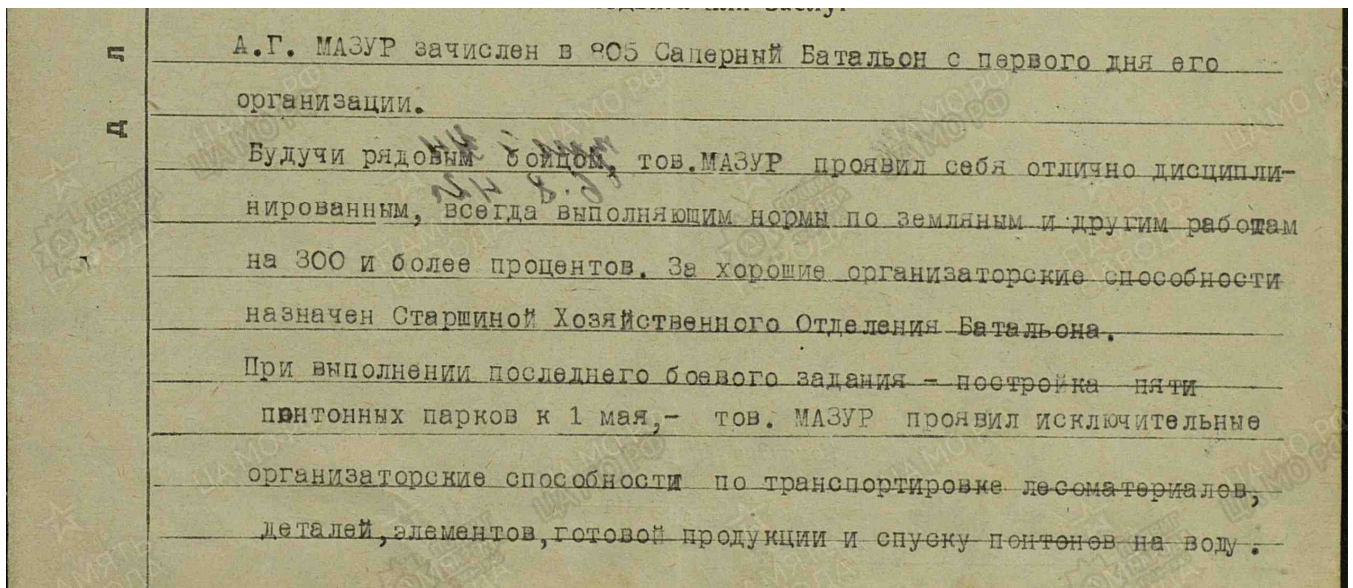 А.Г. МАЗУР зачислен в 805 Саперный Батальон с первого дня его
организации.
Будучи рядовым бойцом, тов.МАЗУР проявил себя отлично дисципли-
нированным, всегда выполняющим нормы по земляным и другим работам
на 300 и более процентов. За хорошие организаторские способности
назначен Старшиной Хозяйственного Отделения Батальона.
При выполнении последнего боевого задания - постройка пяти
понтонных парков к 1 мая,- тов. МАЗУР проявил исключительные
организаторские способности по транспортировке лесоматериалов,
деталей,элементов,готовой продукции и спуску понтонов на воду.